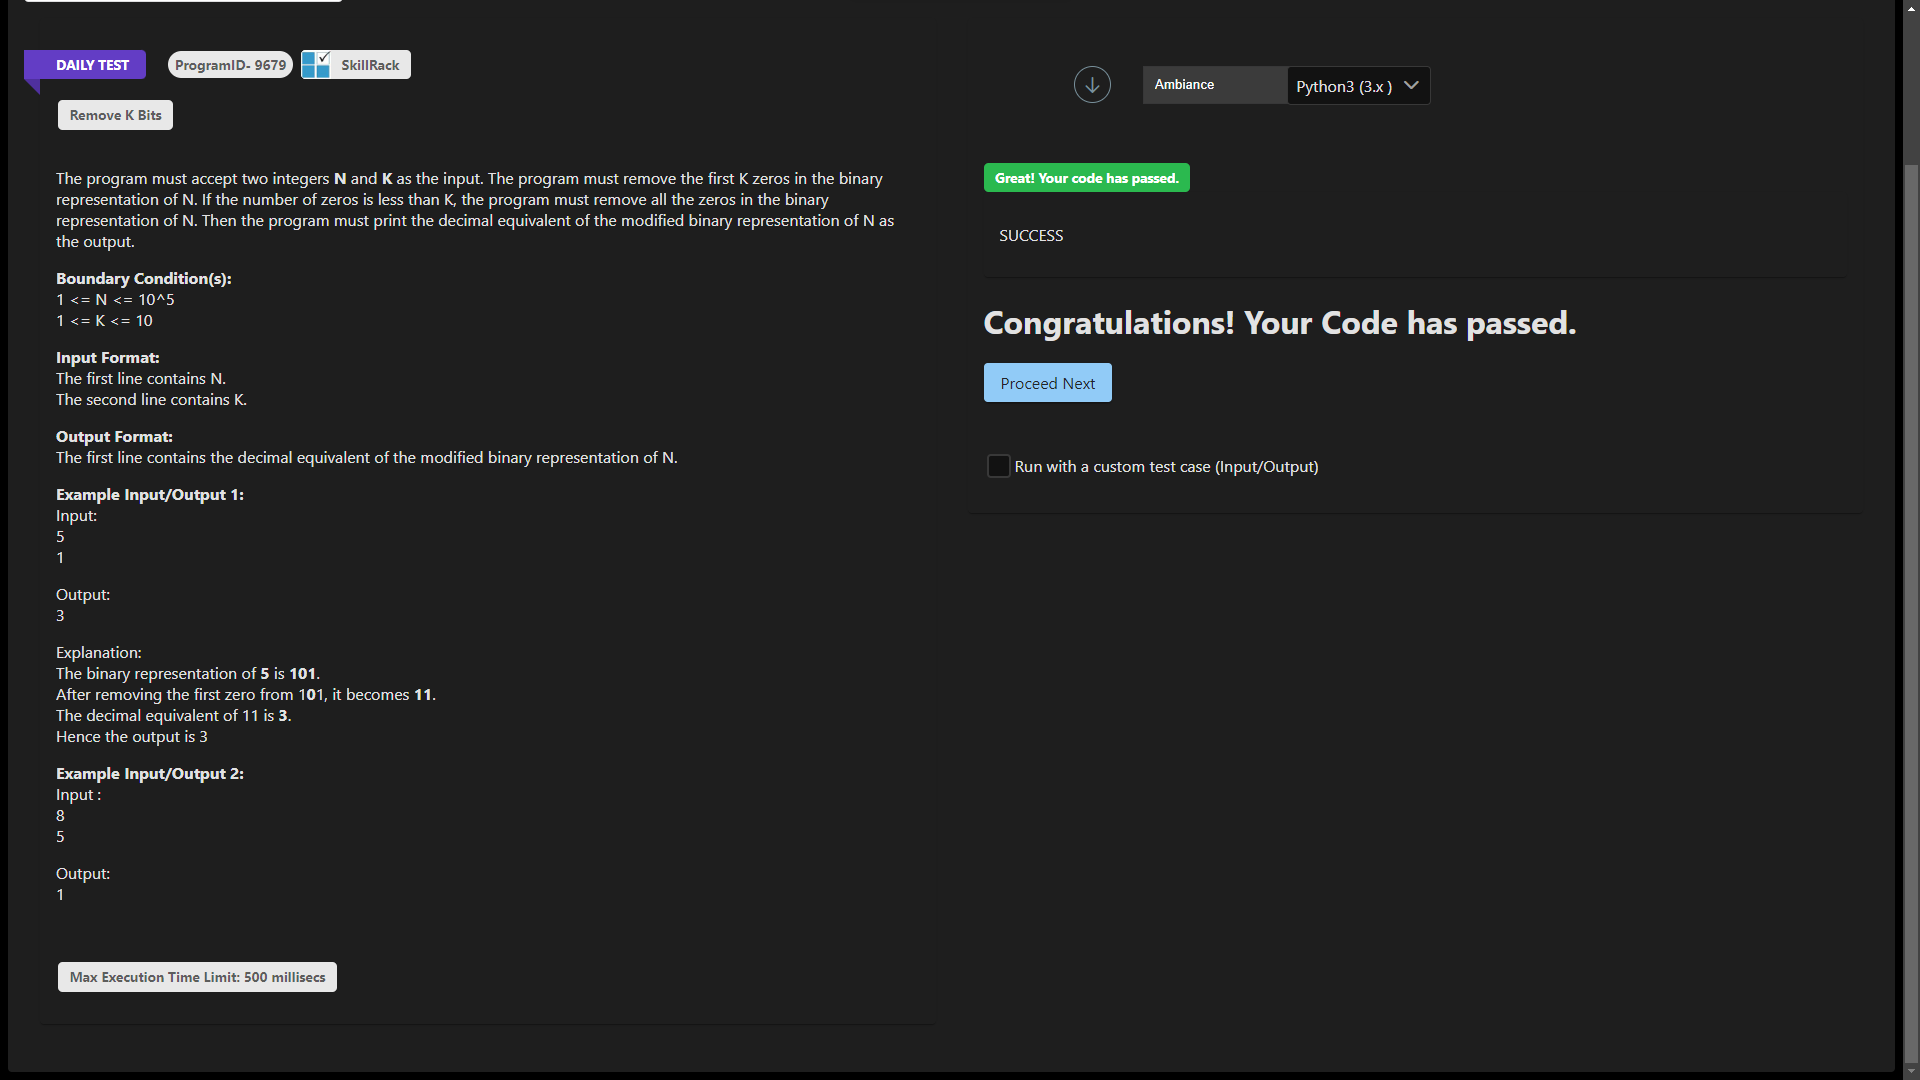 DAILY TEST
ProgramID- 9679
SkillRack
Ambiance
Python3 (3.x )
Remove K Bits
The program must accept two integers N and K as the input. The program must remove the first K zeros in the binary
representation of N. If the number of zeros is less than K, the program must remove all the zeros in the binary
representation of N. Then the program must print the decimal equivalent of the modified binary representation of N as
the output.
Boundary Condition(s):
1 <= N <= 10^5
1 <= K <= 10
Input Format:
The first line contains N.
The second line contains K.
Output Format:
The first line contains the decimal equivalent of the modified binary representation of N.
Example Input/Output 1:
Input:
5
1
Output:
3
Explanation:
The binary representation of 5 is 101.
After removing the first zero from 101, it becomes 11.
The decimal equivalent of 11 is 3.
Hence the output is 3
Example Input/Output 2:
Input :
8
5
Output:
1
Max Execution Time Limit: 500 millisecs
Great! Your code has passed.
SUCCESS
Congratulations! Your Code has passed.
Proceed Next
Run with a custom test case (Input/Output)